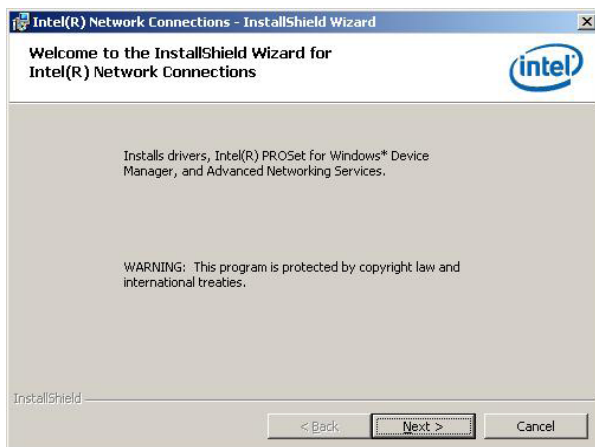 Intel(R) Network Connections - InstallShield Wizard
Welcome to the InstallShield Wizard for
Intel(R) Network Connections
intel
Installs drivers, Intel(R) PROSet for Windows* Device
Manager, and Advanced Networking Services.
WARNING: This program is protected by copyright law and
international treaties.
InstallShield
< Back
Next >
Cancel